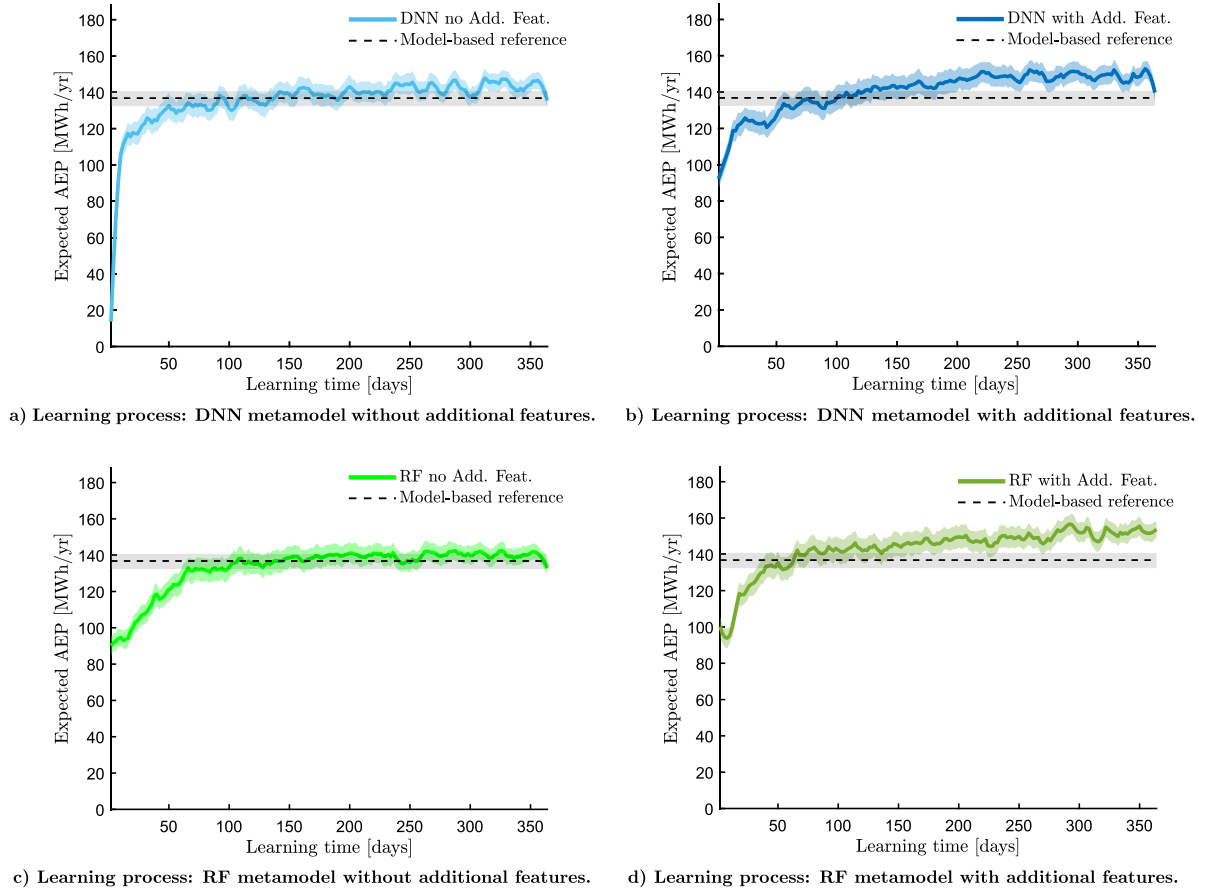 DNN no Add. Feat.
Model-based reference
Expected AEP [MWh/yr]
180
160
140
120
100
80
60
40
20
0
50 100 150 200 250 300 350
Learning time [days]
a) Learning process: DNN metamodel without additional features.
DNN with Add. Feat.
Model-based reference
Expected AEP [MWh/yr]
180
160
140
120
100
80
60
40
20
0
50 100 150 200 250 300 350
Learning time [days]
b) Learning process: DNN metamodel with additional features.
RF no Add. Feat.
Model-based reference
Expected AEP [MWh/yr]
180
160
140
120
100
80
60
40
20
0
50 100 150 200 250 300 350
Learning time [days]
c) Learning process: RF metamodel without additional features.
RF with Add. Feat.
Model-based reference
Expected AEP [MWh/yr]
180
160
140
120
100
80
60
40
20
0
50 100 150 200 250 300 350
Learning time [days]
d) Learning process: RF metamodel with additional features.